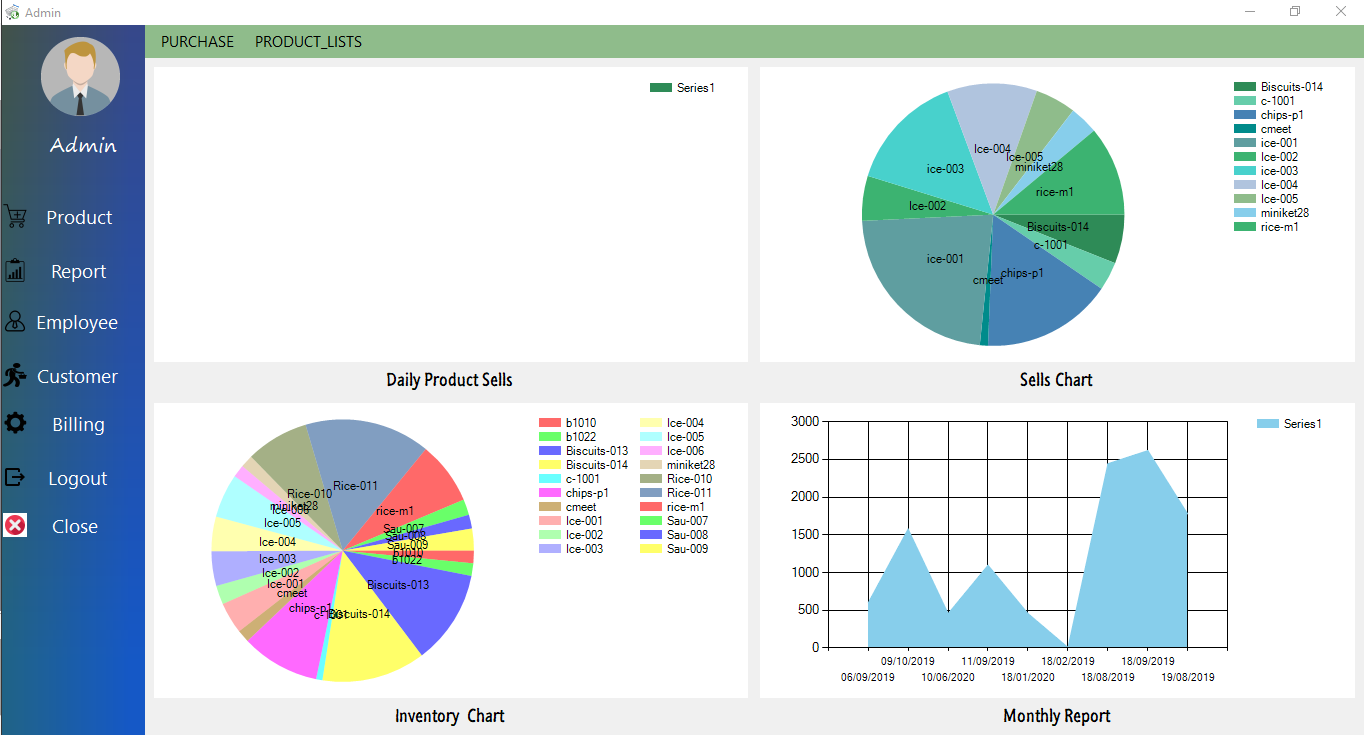 Admin
Admin
Product
Report
Employee
Customer
Billing
Logout
Close
PURCHASE PRODUCT_LISTS
Series1
Daily Product Sells
Ice-004
Ice-005
miniket28
ice-003
rice-m1
Ice-002
Biscuits-014
c-1001
ice-001
chips-p1
cmeet
Biscuits-014
c-1001
chips-p1
cmeet
ice-001
Ice-002
ice-003
Ice-004
Ice-005
miniket28
rice-m1
Sells Chart
Rice-011
Rice-010
miniket28
Ice-006
rice-m1
Ice-005
Sau-007
Sau-008
Ice-004
Sau-009
b1010
Ice-003
b1022
Ice-002
Ice-001
Biscuits-013
cmeet
chips-p1
c-1001
Biscuits-014
b1010 Ice-004
b1022 Ice-005
Biscuits-013 Ice-006
Biscuits-014 miniket28
c-1001 Rice-010
chips-p1 Rice-011
cmeet rice-m1
Ice-001 Sau-007
Ice-002 Sau-008
Ice-003 Sau-009
Inventory Chart
3000
2500
2000
1500
1000
500
0
09/10/2019 11/09/2019 18/02/2019 18/09/2019
06/09/2019 10/06/2020 18/01/2020 18/08/2019 19/08/2019
Series1
Monthly Report